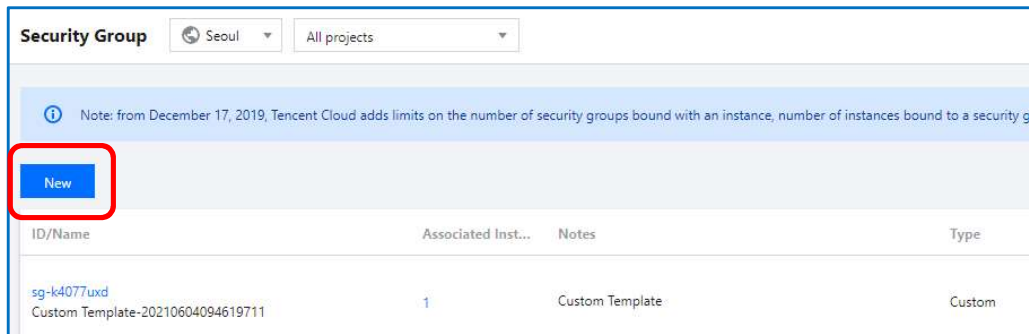 Security Group Seoul All projects
Note: from December 17, 2019, Tencent Cloud adds limits on the number of security groups bound with an instance, number of instances bound to a security g
New
ID/Name Associated Inst... Notes Type
sg-k4077uxd
Custom Template-20210604094619711 1 Custom Template Custom